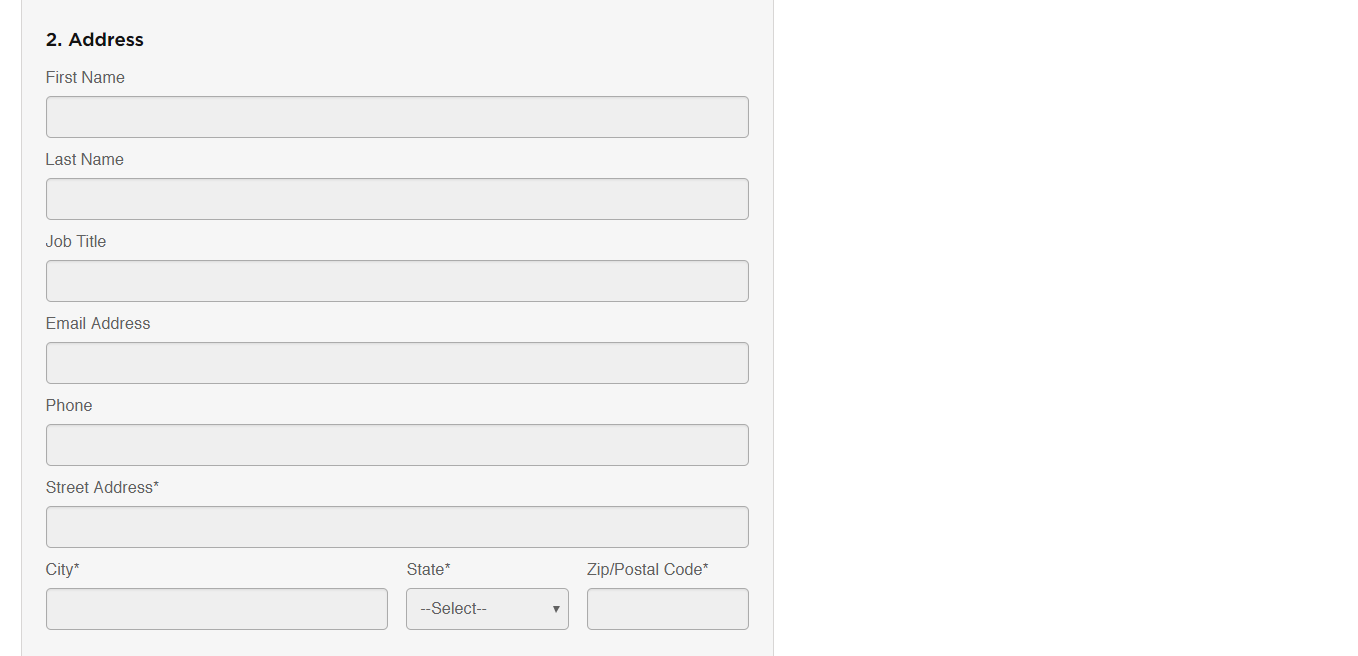 2. Address
First Name
Last Name
Job Title
Email Address
Phone
Street Address*
City* State* Zip/Postal Code*
--Select--